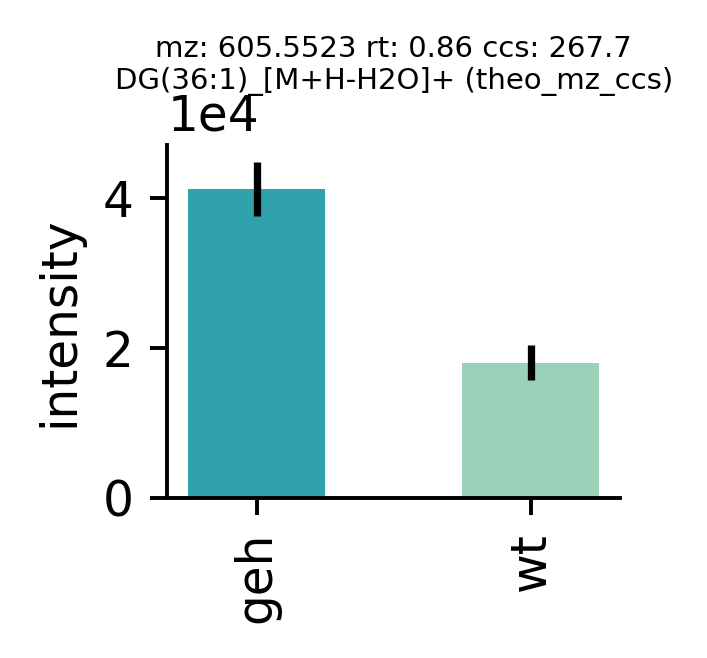 mz: 605.5523 rt: 0.86 ccs: 267.7
DG(36:1)_[M+H-H2O]+ (theo_mz_ccs)
1e4
4
2
0
intensity
geh
wt